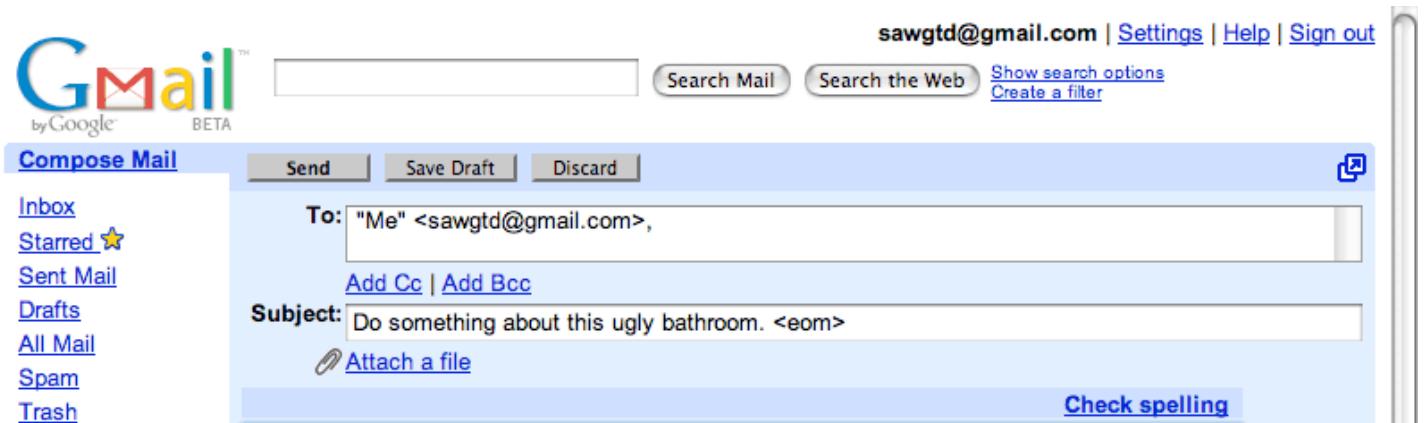 sawgtd@gmail.com | Settings | Help | Sign out
Gmail™
by Google BETA
Search Mail Search the Web Show search options
Create a filter
Compose Mail
Send Save Draft Discard
Inbox
Starred
Sent Mail
Drafts
All Mail
Spam
Trash
To: "Me" <sawgtd@gmail.com>,
Add Cc | Add Bcc
Subject: Do something about this ugly bathroom. <eom>
Attach a file
Check spelling